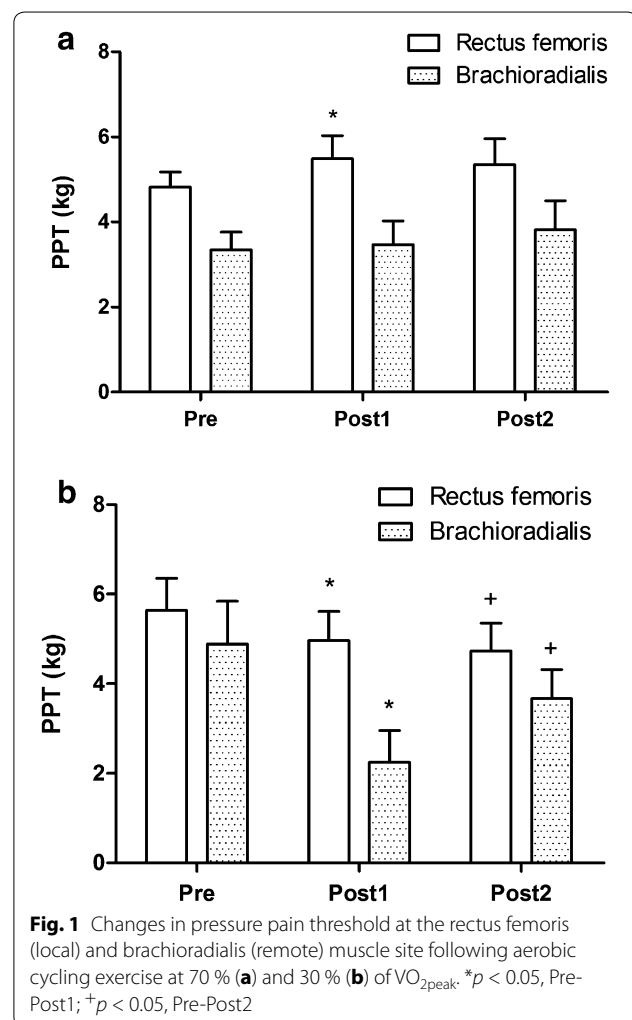 a
8
Rectus femoris
Brachioradialis
*
6
PPT (kg)
4
2
0
Pre Post1 Post2
b
8
Rectus femoris
Brachioradialis
6
*
+
+
PPT (kg)
4
*
2
0
Pre Post1 Post2
Fig. 1 Changes in pressure pain threshold at the rectus femoris
(local) and brachioradialis (remote) muscle site following aerobic
cycling exercise at 70 % (a) and 30 % (b) of VO2peak. *p < 0.05, Pre-
Post1; +p < 0.05, Pre-Post2